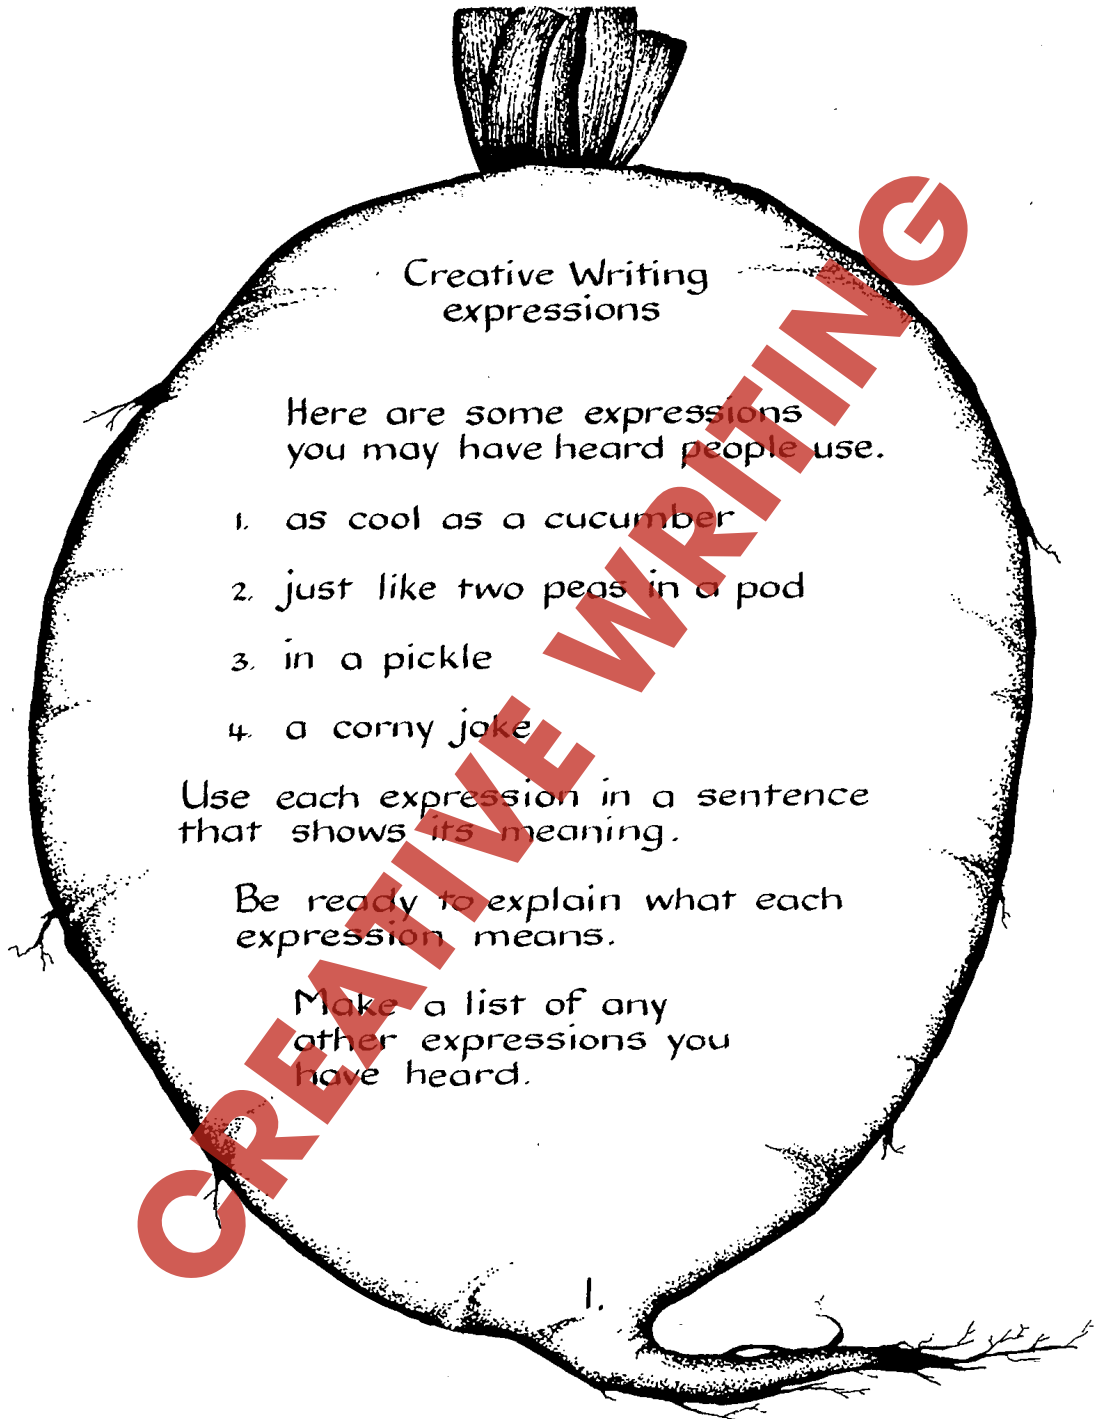 Creative Writing
expressions
Here are some expressions
you may have heard people use.
1. as cool as a cucumber
2. just like two peas in a pod
3. in a pickle
4. a corny joke
Use each expression in a sentence
that shows its meaning.
Be ready to explain what each
expression means.
Make a list of any
other expressions you
have heard.
1.
CREATIVE WRITING